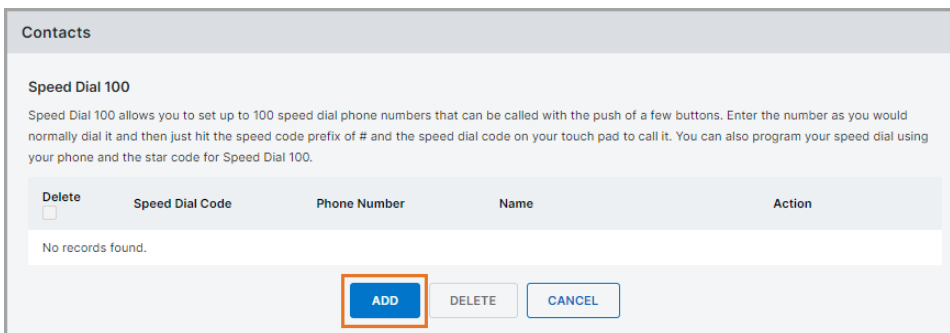 Contacts
Speed Dial 100
Speed Dial 100 allows you to set up to 100 speed dial phone numbers that can be called with the push of a few buttons. Enter the number as you would
normally dial it and then just hit the speed code prefix of # and the speed dial code on your touch pad to call it. You can also program your speed dial using
your phone and the star code for Speed Dial 100.
Delete Speed Dial Code Phone Number Name Action
No records found.
ADD DELETE CANCEL